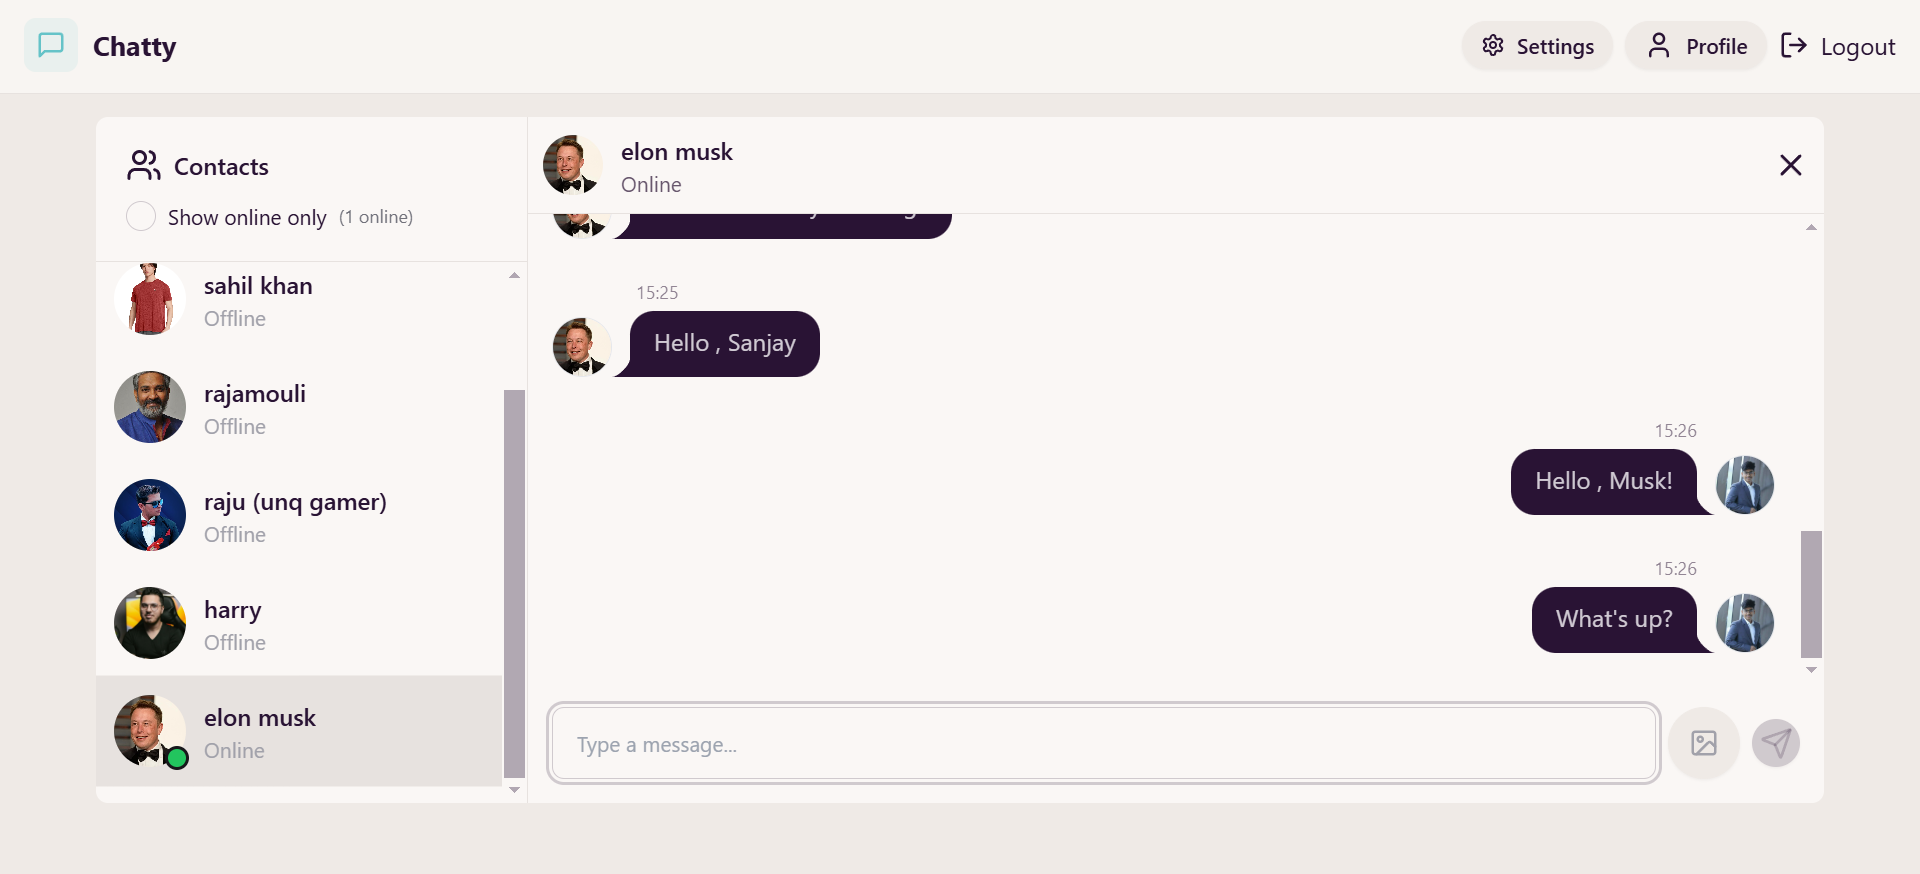 Chatty
Settings
Profile
Logout
Contacts
Show online only (1 online)
sahil khan
Offline
rajamouli
Offline
raju (unq gamer)
Offline
harry
Offline
elon musk
Online
elon musk
Online
15:25
Hello , Sanjay
15:26
Hello , Musk!
15:26
What's up?
Type a message...